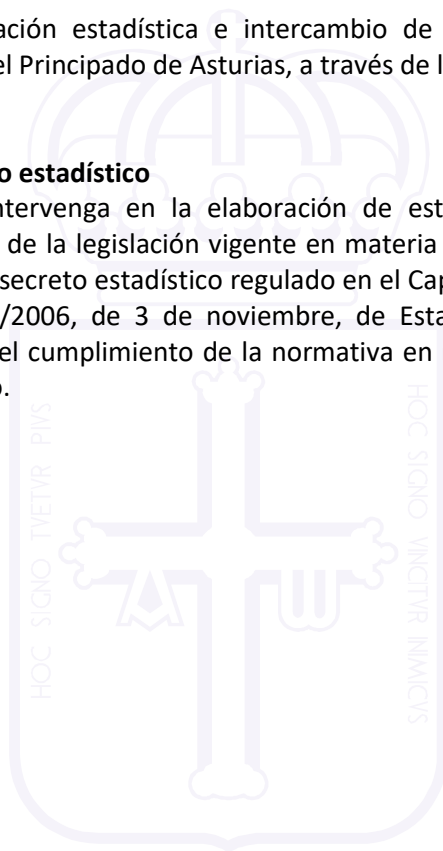 ación estadística e intercambio de
el Principado de Asturias, a través de l
o estadístico
ntervenga en la elaboración de est
de la legislación vigente en materia
secreto estadístico regulado en el Cap
/2006, de 3 de noviembre, de Esta
el cumplimiento de la normativa en
o.
HOC SIGNO TVETVR PIVS
HOC SIGNO VINCITVR INIMICVS